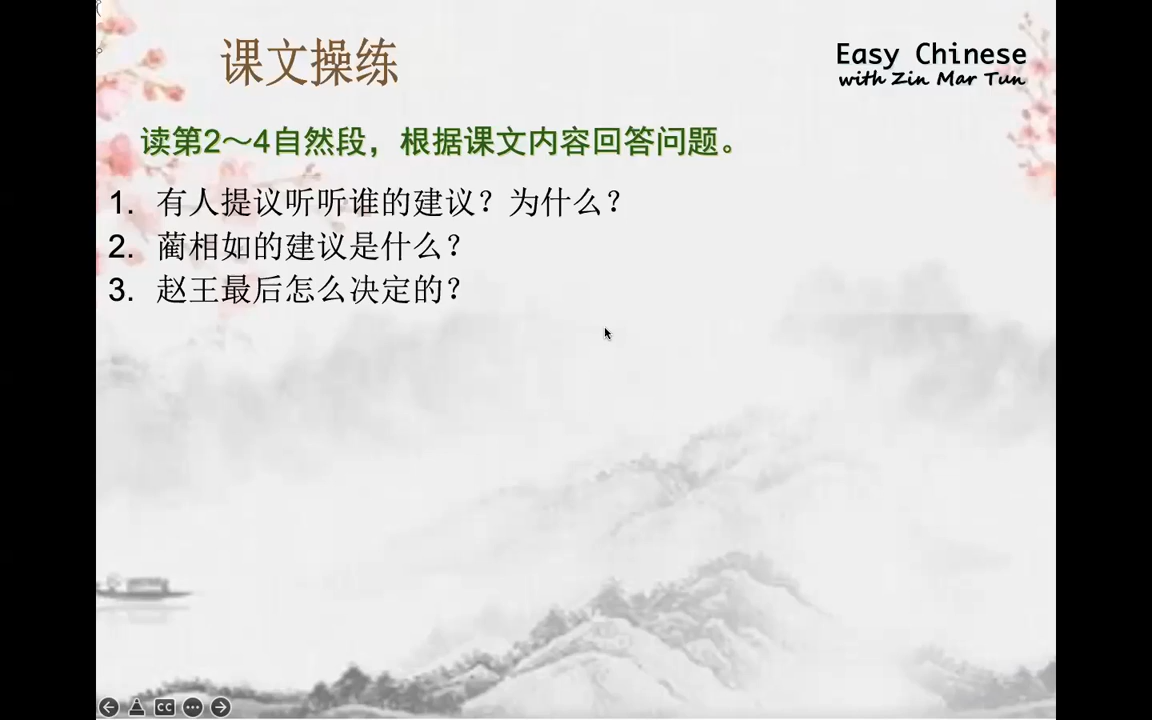 课文操练
Easy Chinese
with Zin Mar Tun
读第2～4自然段，根据课文内容回答问题。
1. 有人提议听听谁的建议？为什么？
2. 蔺相如的建议是什么？
3. 赵王最后怎么决定的？
CC